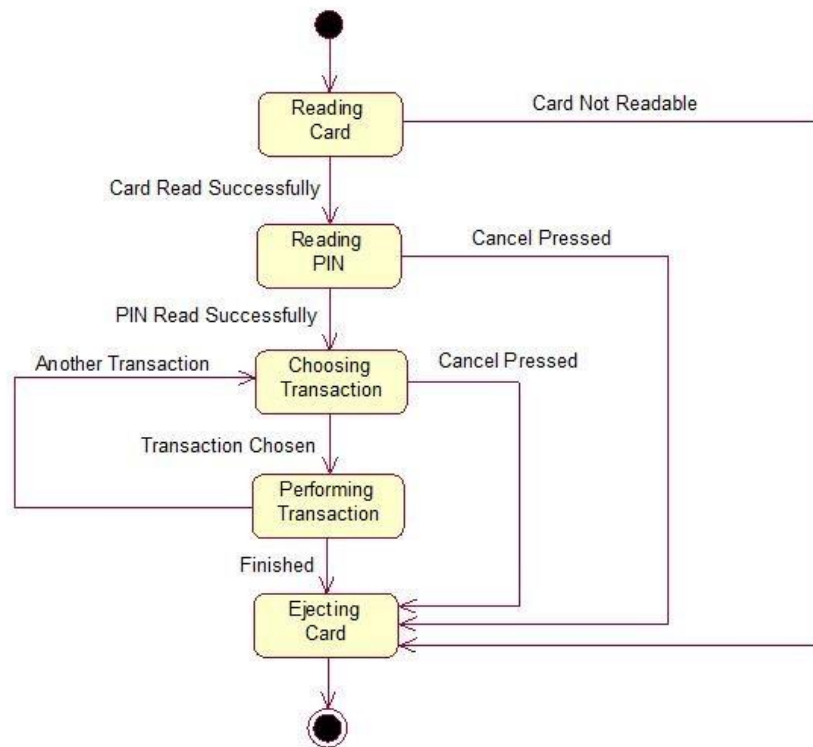 Reading
Card
Card Not Readable
Card Read Successfully
Reading
PIN
Cancel Pressed
PIN Read Successfully
Another Transaction
Choosing
Transaction
Cancel Pressed
Transaction Chosen
Performing
Transaction
Finished
Ejecting
Card